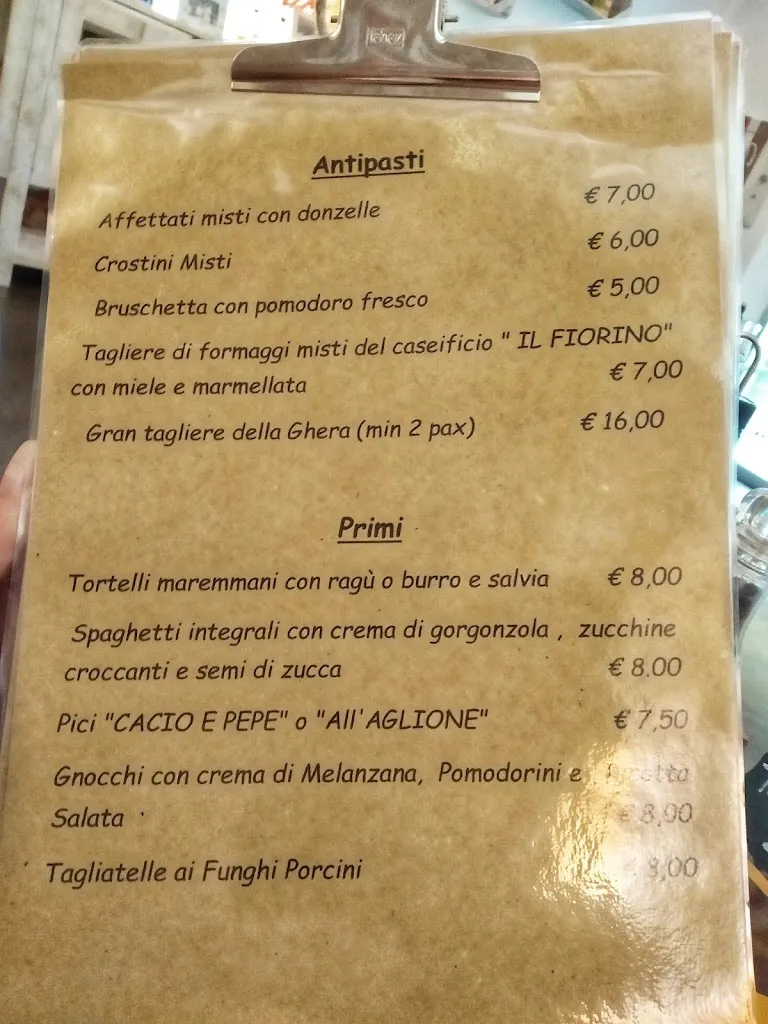 Antipasti
Affettati misti con donzelle € 7,00
Crostini Misti € 6,00
Bruschetta con pomodoro fresco € 5,00
Tagliere di formaggi misti del caseificio " IL FIORINO"
con miele e marmellata € 7,00
Gran tagliere della Ghera (min 2 pax) € 16,00
Primi
Tortelli maremmani con ragù o burro e salvia € 8,00
Spaghetti integrali con crema di gorgonzola , zucchine
croccanti e semi di zucca € 8.00
Pici "CACIO E PEPE" o "All'AGLIONE" € 7,50
Gnocchi con crema di Melanzana, Pomodorini e
Salata € 8,00
Tagliatelle ai Funghi Porcini 8,00